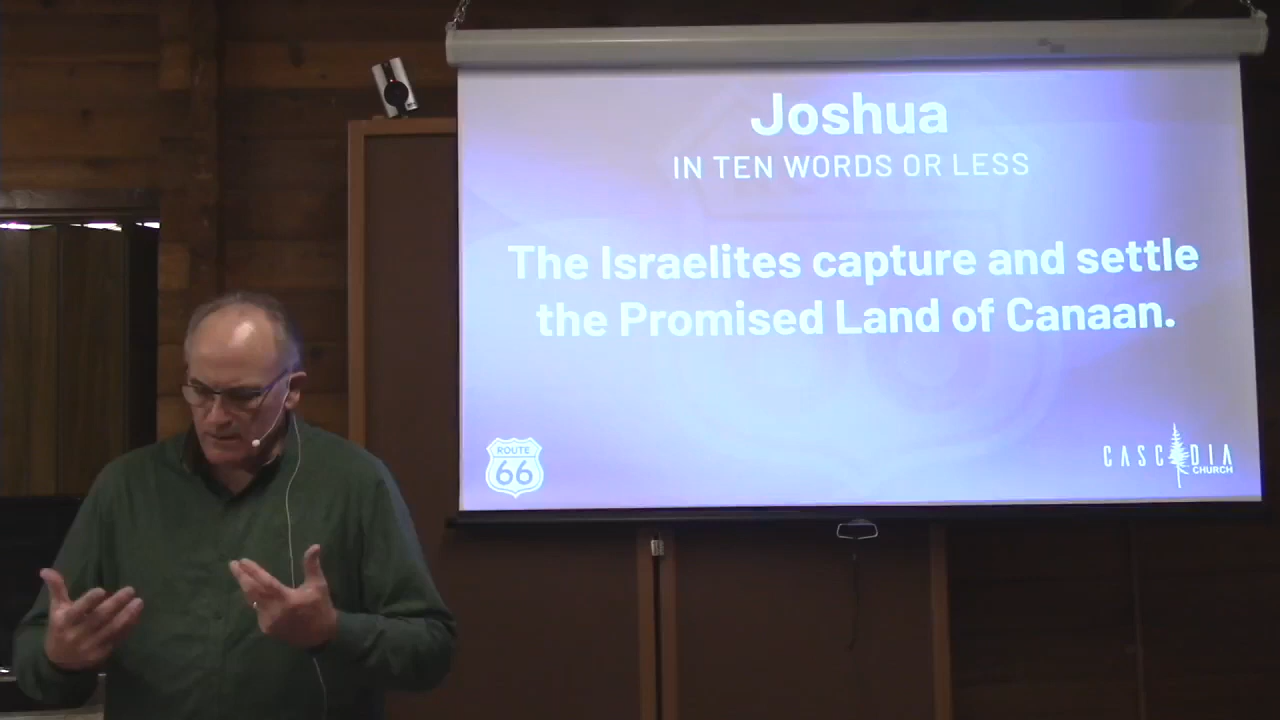 Joshua
IN TEN WORDS OR LESS
The Israelites capture and settle
the Promised Land of Canaan.
ROUTE
66
CASCADIA
CHURCH